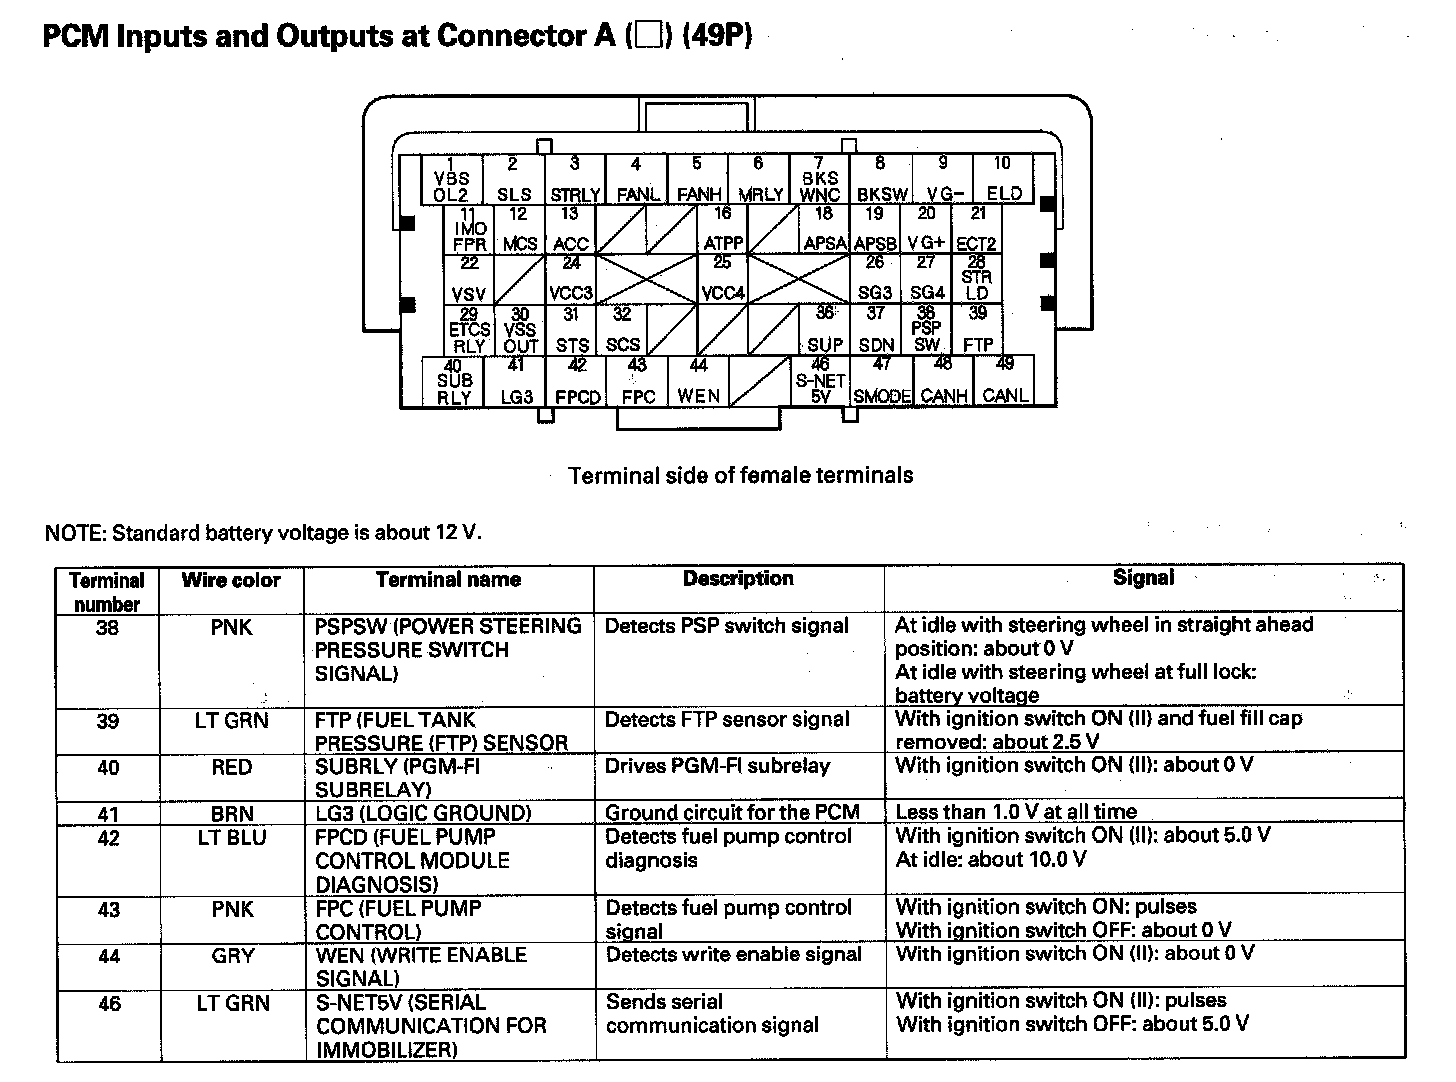 PCM Inputs and Outputs at Connector A (□) (49P)
1 2 3 4 5 6 7 8 9 10
VBS OL2 SLS STRLY FANL FANH MRLY BKS WNC BKSW VG− ELD
11 12 13 16 18 19 20 21
IMO FPR MCS ACC ATPP APSA APSB VG+ ECT2
22 24 25 26 27 28
VSV VCC3 VCC4 SG3 SG4 STR LD
29 30 31 32 36 37 38 39
ETCS RLY VSS OUT STS SCS SUP SDN PSP SW FTP
40 41 42 43 44 46 47 48 49
SUB RLY LG3 FPCD FPC WEN S-NET 5V SMODE CANH CANL
Terminal side of female terminals
NOTE: Standard battery voltage is about 12 V.
Terminal number Wire color Terminal name Description Signal
38 PNK PSPSW (POWER STEERING PRESSURE SWITCH SIGNAL) Detects PSP switch signal At idle with steering wheel in straight ahead position: about 0 V At idle with steering wheel at full lock: battery voltage
39 LT GRN FTP (FUEL TANK PRESSURE (FTP) SENSOR Detects FTP sensor signal With ignition switch ON (II) and fuel fill cap removed: about 2.5 V
40 RED SUBRLY (PGM-FI SUBRELAY) Drives PGM-FI subrelay With ignition switch ON (II): about 0 V
41 BRN LG3 (LOGIC GROUND) Ground circuit for the PCM Less than 1.0 V at all time
42 LT BLU FPCD (FUEL PUMP CONTROL MODULE DIAGNOSIS) Detects fuel pump control diagnosis With ignition switch ON (II): about 5.0 V At idle: about 10.0 V
43 PNK FPC (FUEL PUMP CONTROL) Detects fuel pump control signal With ignition switch ON: pulses With ignition switch OFF: about 0 V
44 GRY WEN (WRITE ENABLE SIGNAL) Detects write enable signal With ignition switch ON (II): about 0 V
46 LT GRN S-NET5V (SERIAL COMMUNICATION FOR IMMOBILIZER) Sends serial communication signal With ignition switch ON (II): pulses With ignition switch OFF: about 5.0 V